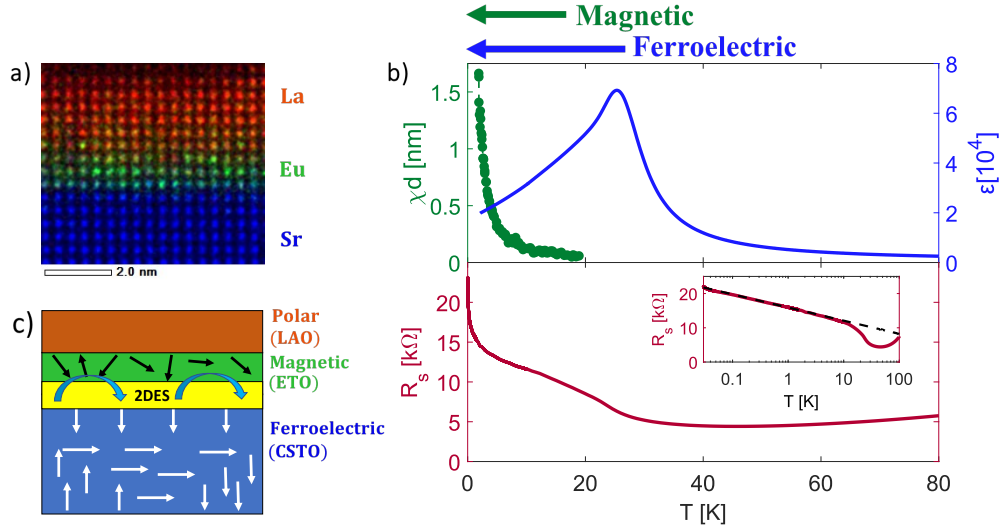 Magnetic
Ferroelectric
a)
La
Eu
Sr
2.0 nm
b)
χd [nm]
1.5
1
0.5
0
ε[10⁴]
8
6
4
2
0
R_s [kΩ]
20
15
10
5
0
0
20
40
60
80
T [K]
R_s [kΩ]
20
10
0
0.1
1
10
100
T [K]
c)
Polar
(LAO)
Magnetic
(ETO)
2DES
Ferroelectric
(CSTO)